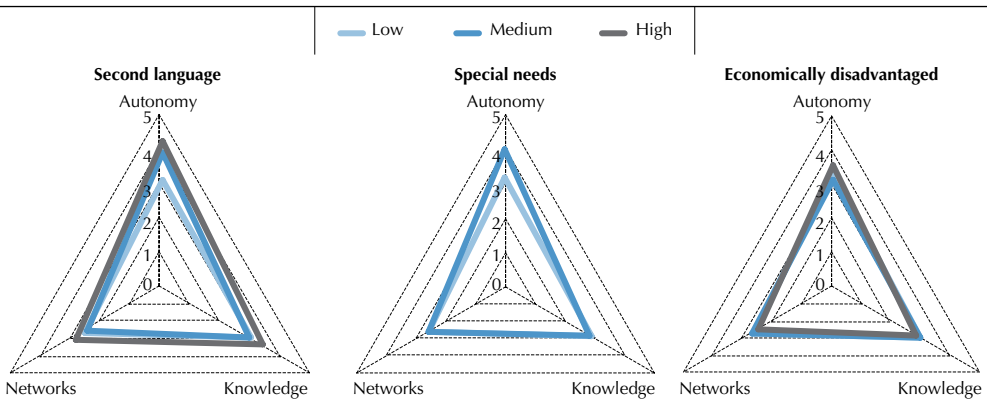 Low Medium High
Second language Special needs Economically disadvantaged
Autonomy Autonomy Autonomy
5 5 5
4 4 4
3 3 3
2 2 2
1 1 1
0 0 0
Networks Knowledge Networks Knowledge Networks Knowledge